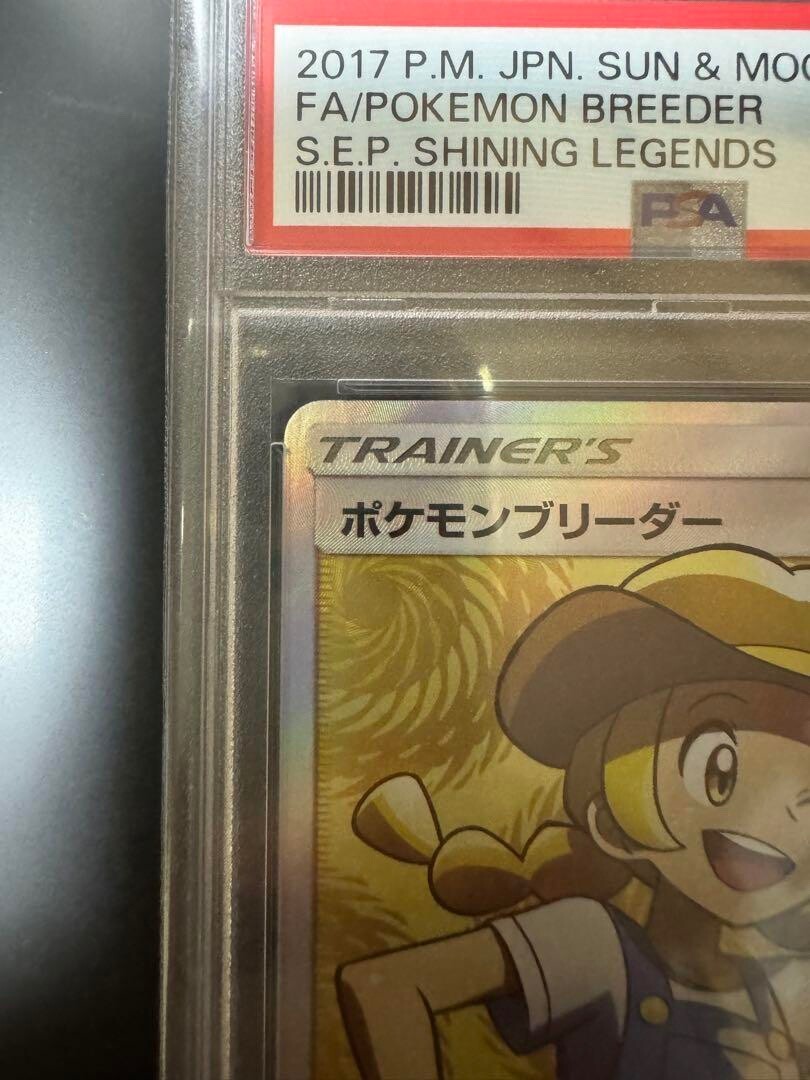 2017 P.M. JPN. SUN & MOO
FA/POKEMON BREEDER
S.E.P. SHINING LEGENDS
PSA
TRAINER'S
ポケモンブリーダー